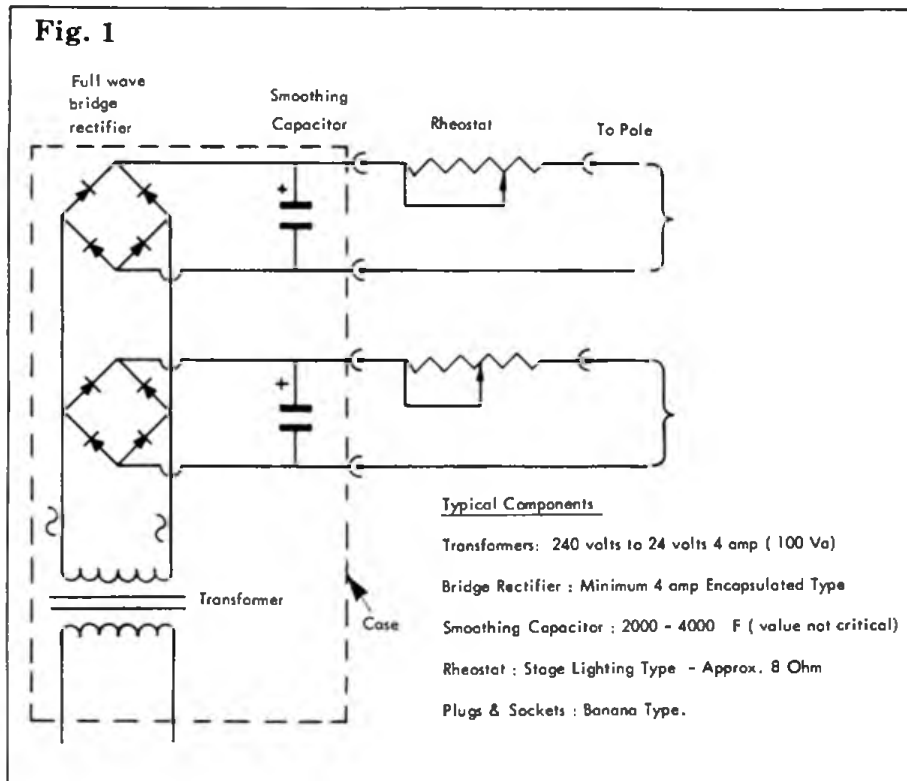 Fig. 1
Full wave
bridge
rectifier
Smoothing
Capacitor
Rheostat
To Pole
+
+
Transformer
Case
Typical Components
Transformers: 240 volts to 24 volts 4 amp ( 100 Va)
Bridge Rectifier : Minimum 4 amp Encapsulated Type
Smoothing Capacitor : 2000 - 4000 F ( value not critical)
Rheostat : Stage Lighting Type - Approx. 8 Ohm
Plugs & Sockets : Banana Type.